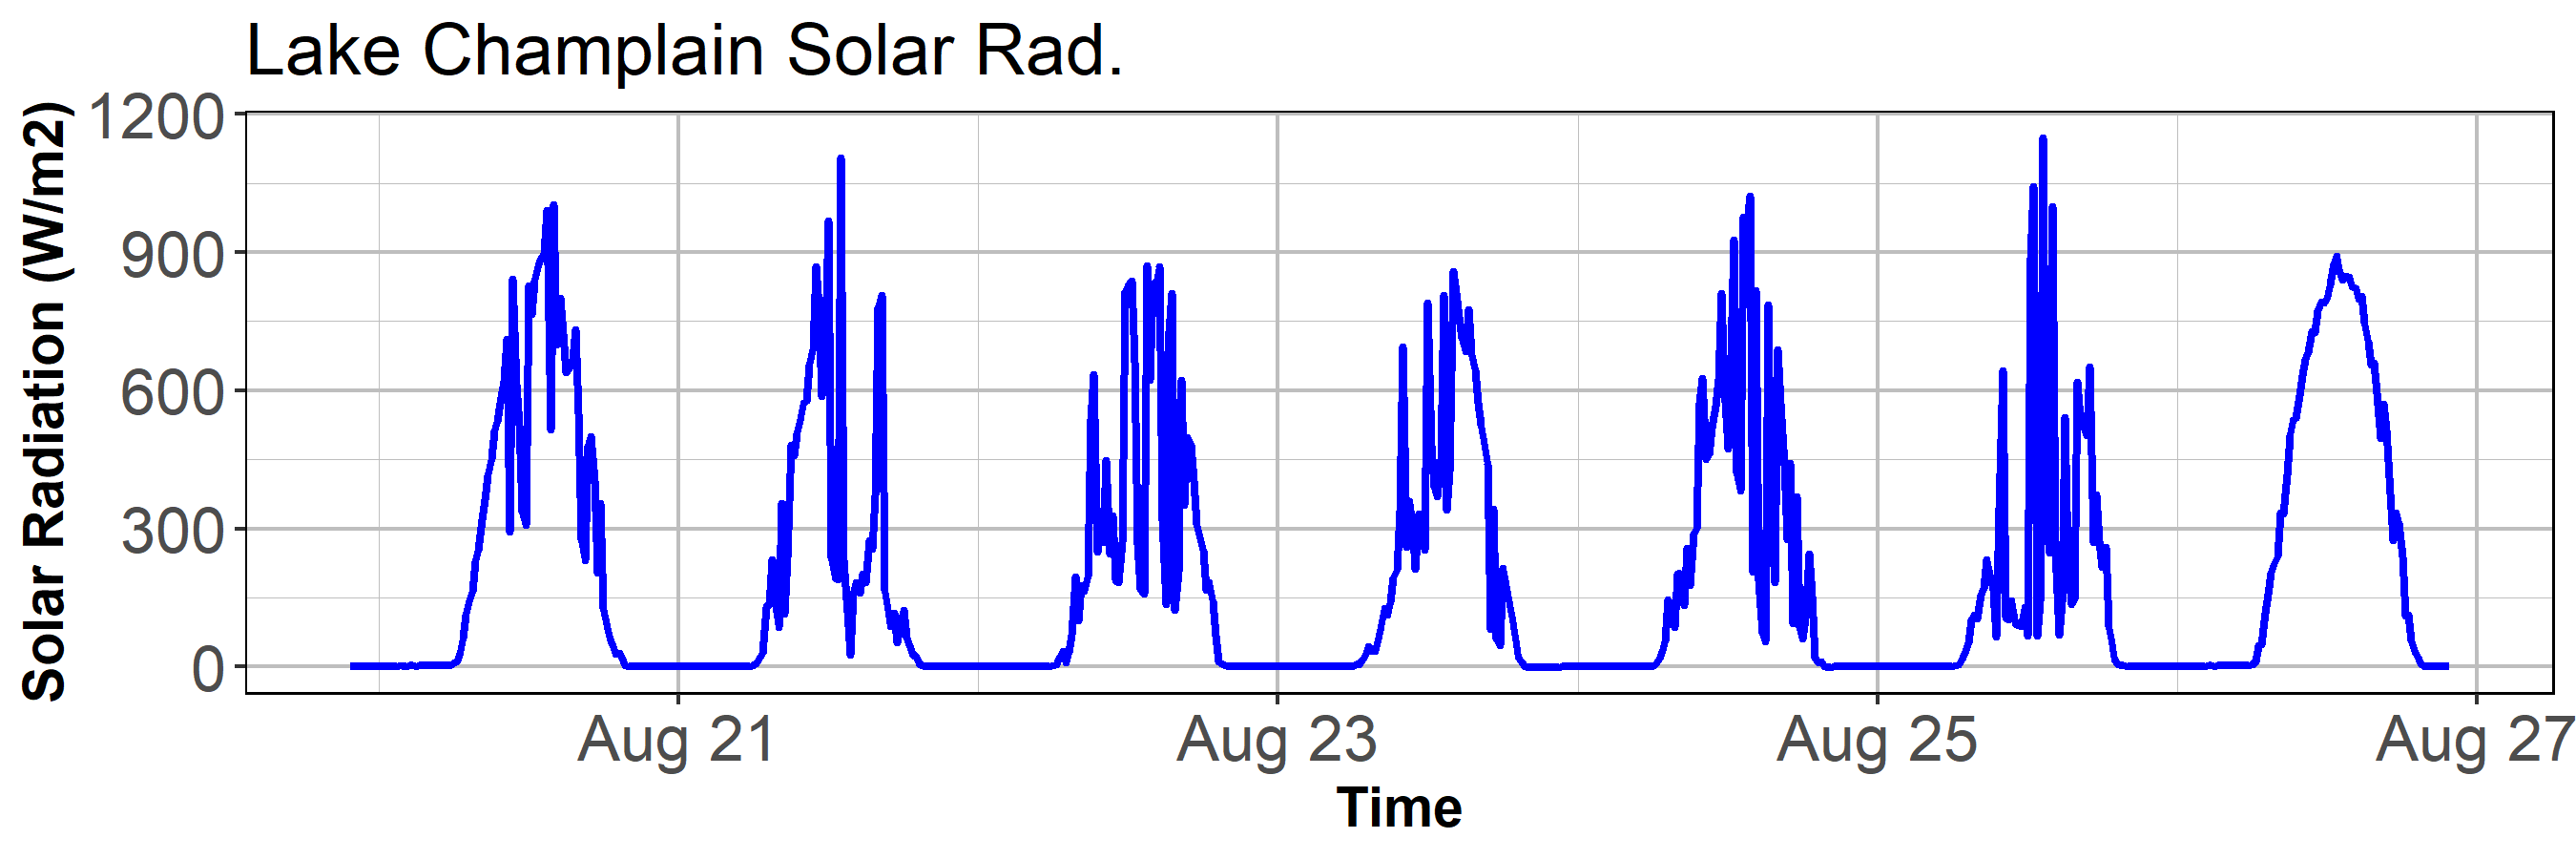 Lake Champlain Solar Rad.
Solar Radiation (W/m2)
1200
900
600
300
0
Aug 21
Aug 23
Aug 25
Aug 27
Time